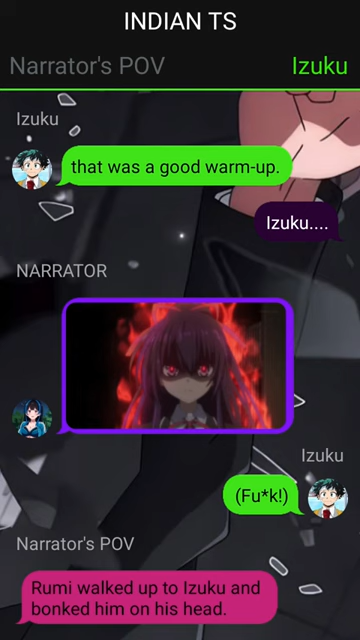 INDIAN TS
Narrator's POV
Izuku
Izuku
that was a good warm-up.
Izuku....
NARRATOR
Izuku
(Fu*k!)
Narrator's POV
Rumi walked up to Izuku and
bonked him on his head.